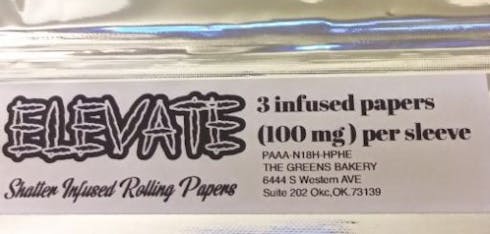 ELEVATE
Shatter Infused Rolling Papers
3 infused papers
(100 mg) per sleeve
PAAA-N18H-HPHE
THE GREENS BAKERY
6444 S Western AVE
Suite 202 Okc,OK.73139